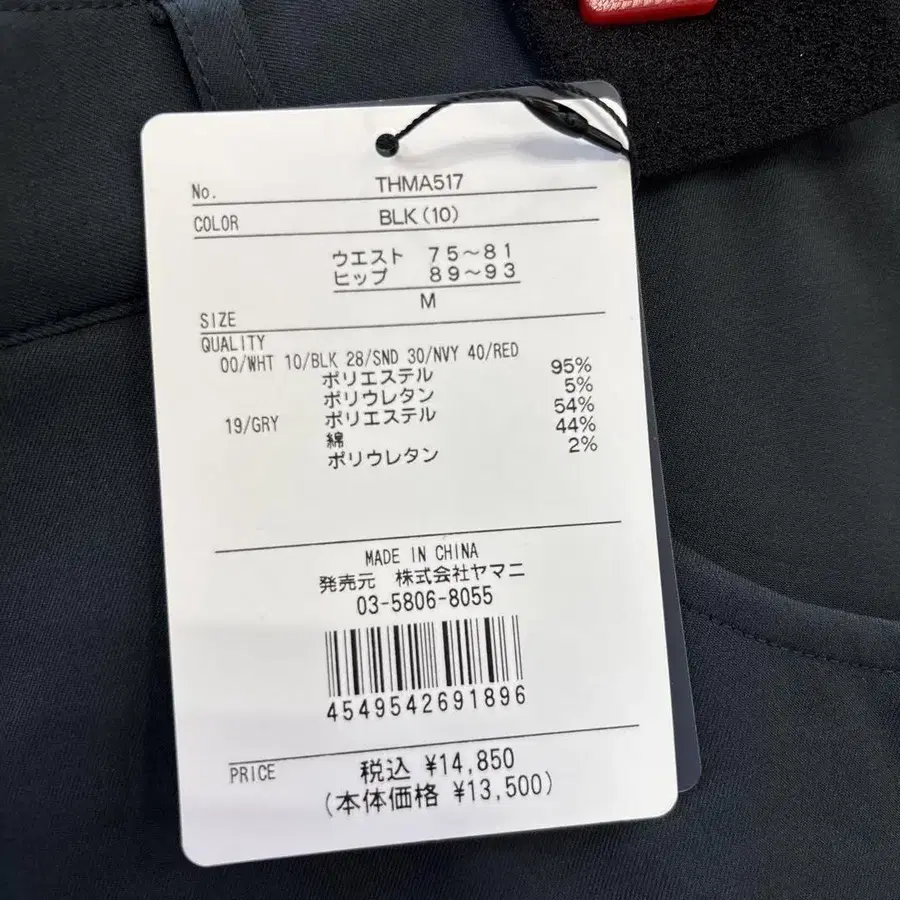 No. THMA517
COLOR BLK(10)
ウエスト 75~81
ヒップ 89~93
SIZE M
QUALITY
00/WHT 10/BLK 28/SND 30/NVY 40/RED
ポリエステル 95%
ポリウレタン 5%
19/GRY ポリエステル 54%
綿 44%
ポリウレタン 2%
MADE IN CHINA
発売元 株式会社ヤマニ
03-5806-8055
4549542691896
PRICE 税込 ¥14,850
(本体価格 ¥13,500)